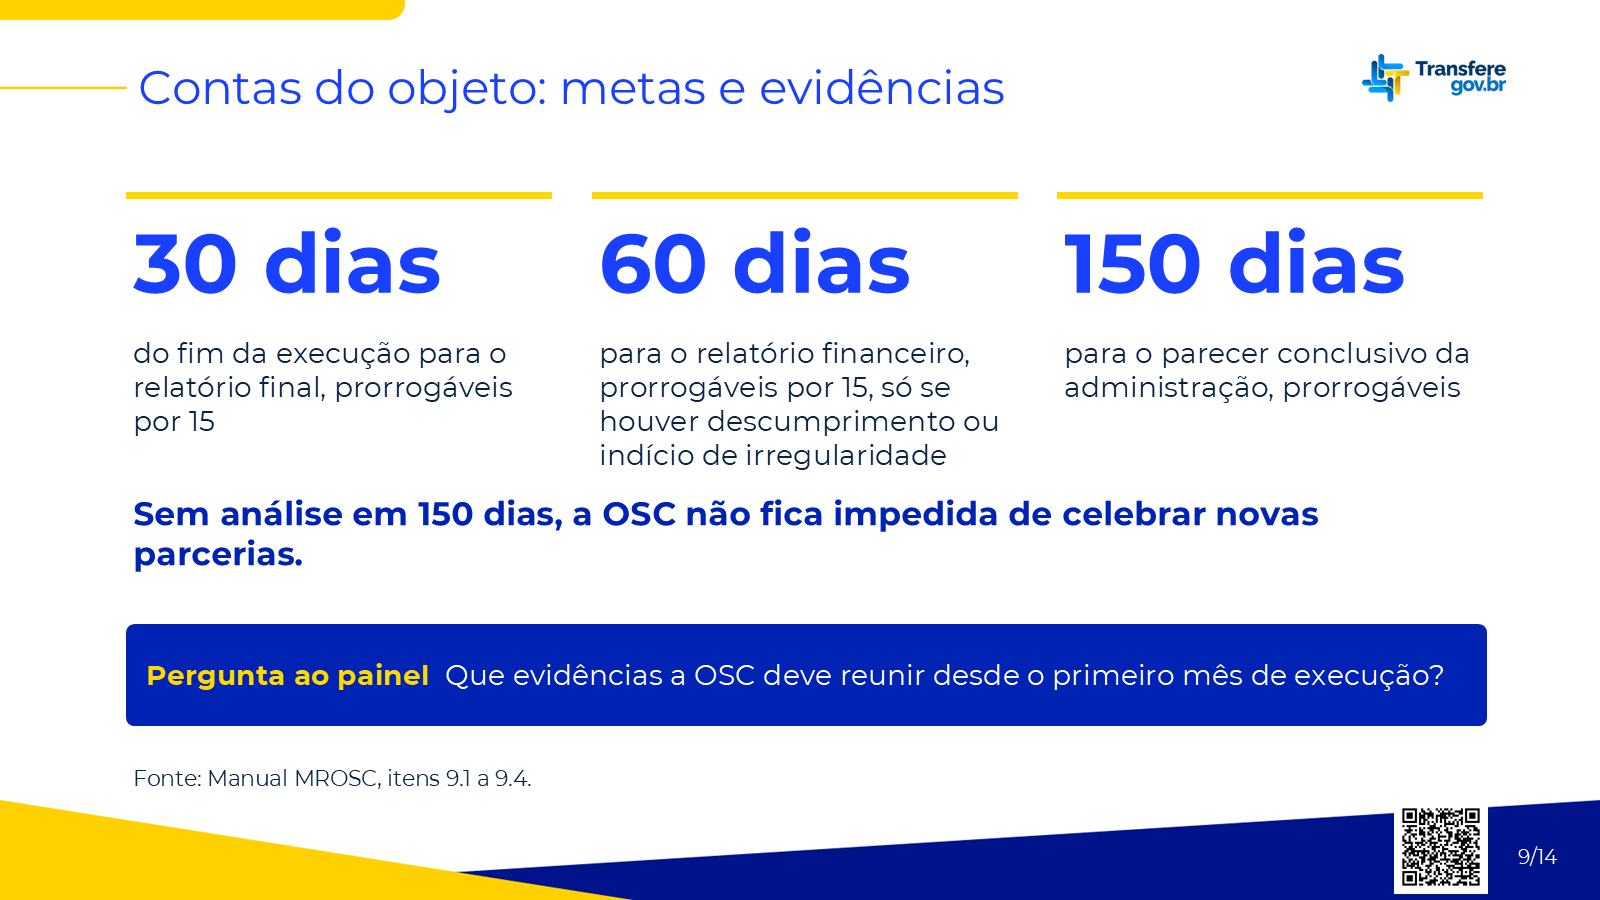 Contas do objeto: metas e evidências
Transfere
gov.br
30 dias
do fim da execução para o
relatório final, prorrogáveis
por 15
60 dias
para o relatório financeiro,
prorrogáveis por 15, só se
houver descumprimento ou
indício de irregularidade
150 dias
para o parecer conclusivo da
administração, prorrogáveis
Sem análise em 150 dias, a OSC não fica impedida de celebrar novas
parcerias.
Pergunta ao painel Que evidências a OSC deve reunir desde o primeiro mês de execução?
Fonte: Manual MROSC, itens 9.1 a 9.4.
9/14